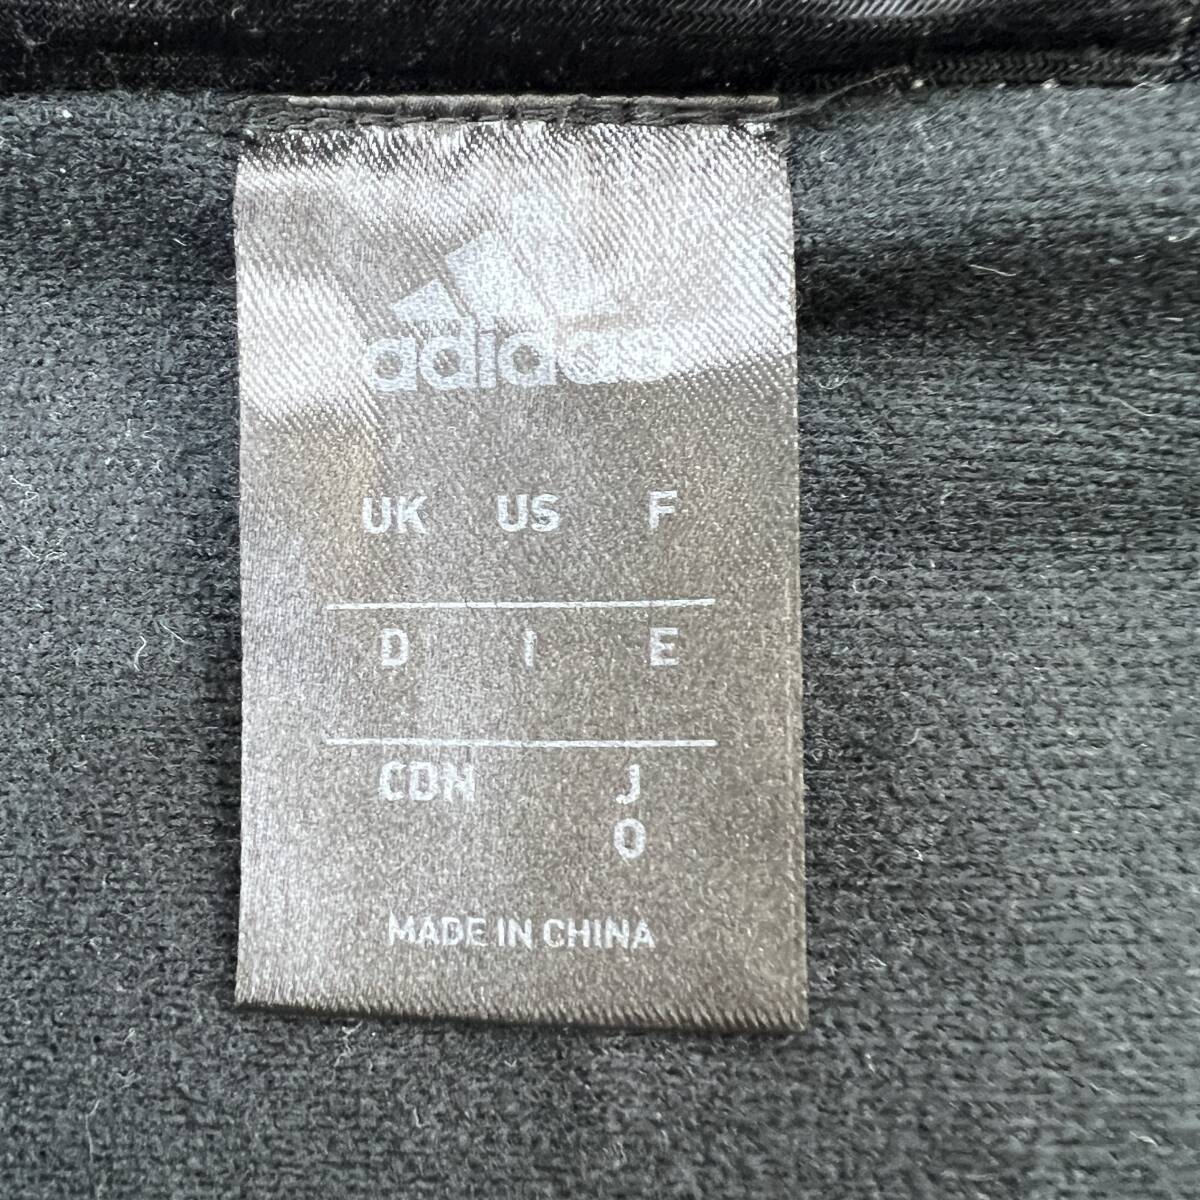 adidas
UK US F
D I E
CDN J
O
MADE IN CHINA